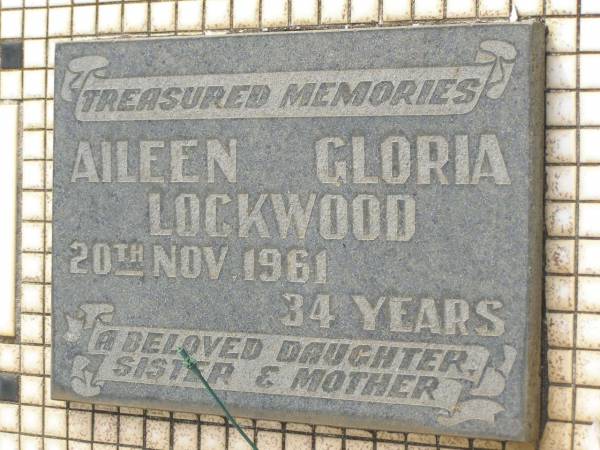 TREASURED MEMORIES
AILEEN GLORIA
LOCKWOOD
20TH NOV. 1961
34 YEARS
A BELOVED DAUGHTER,
SISTER & MOTHER